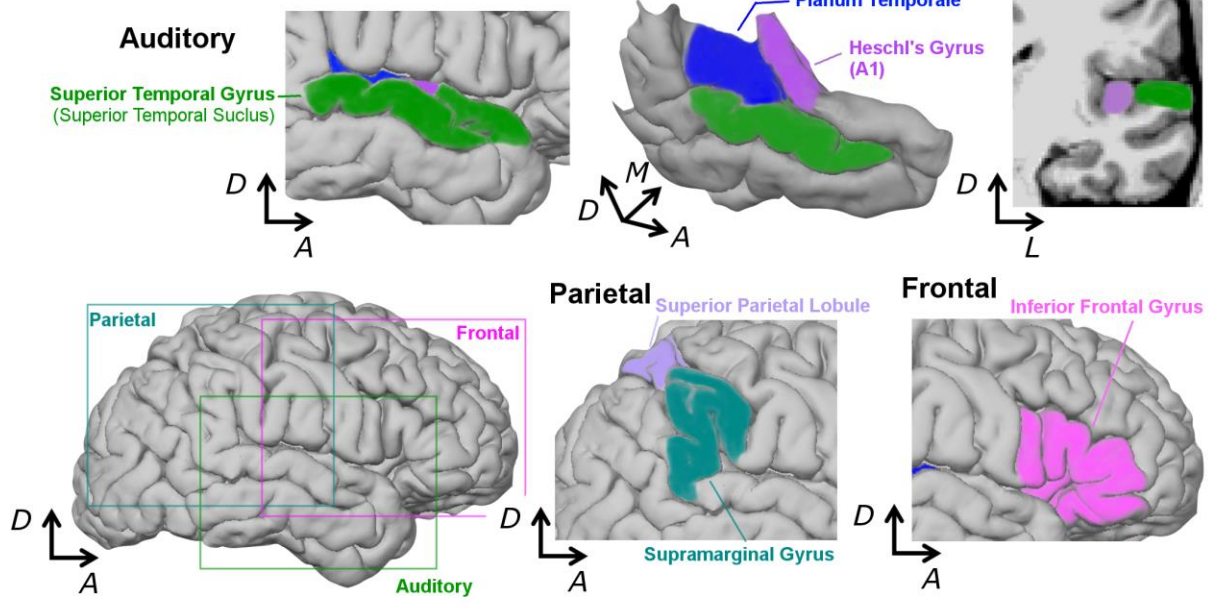 Planum Temporale
Auditory
Heschl's Gyrus
(A1)
Superior Temporal Gyrus
(Superior Temporal Suclus)
D
A
M
D
A
D
L
Parietal
Superior Parietal Lobule
Frontal
Inferior Frontal Gyrus
Parietal
Frontal
D
A
Auditory
D
A
Supramarginal Gyrus
D
A